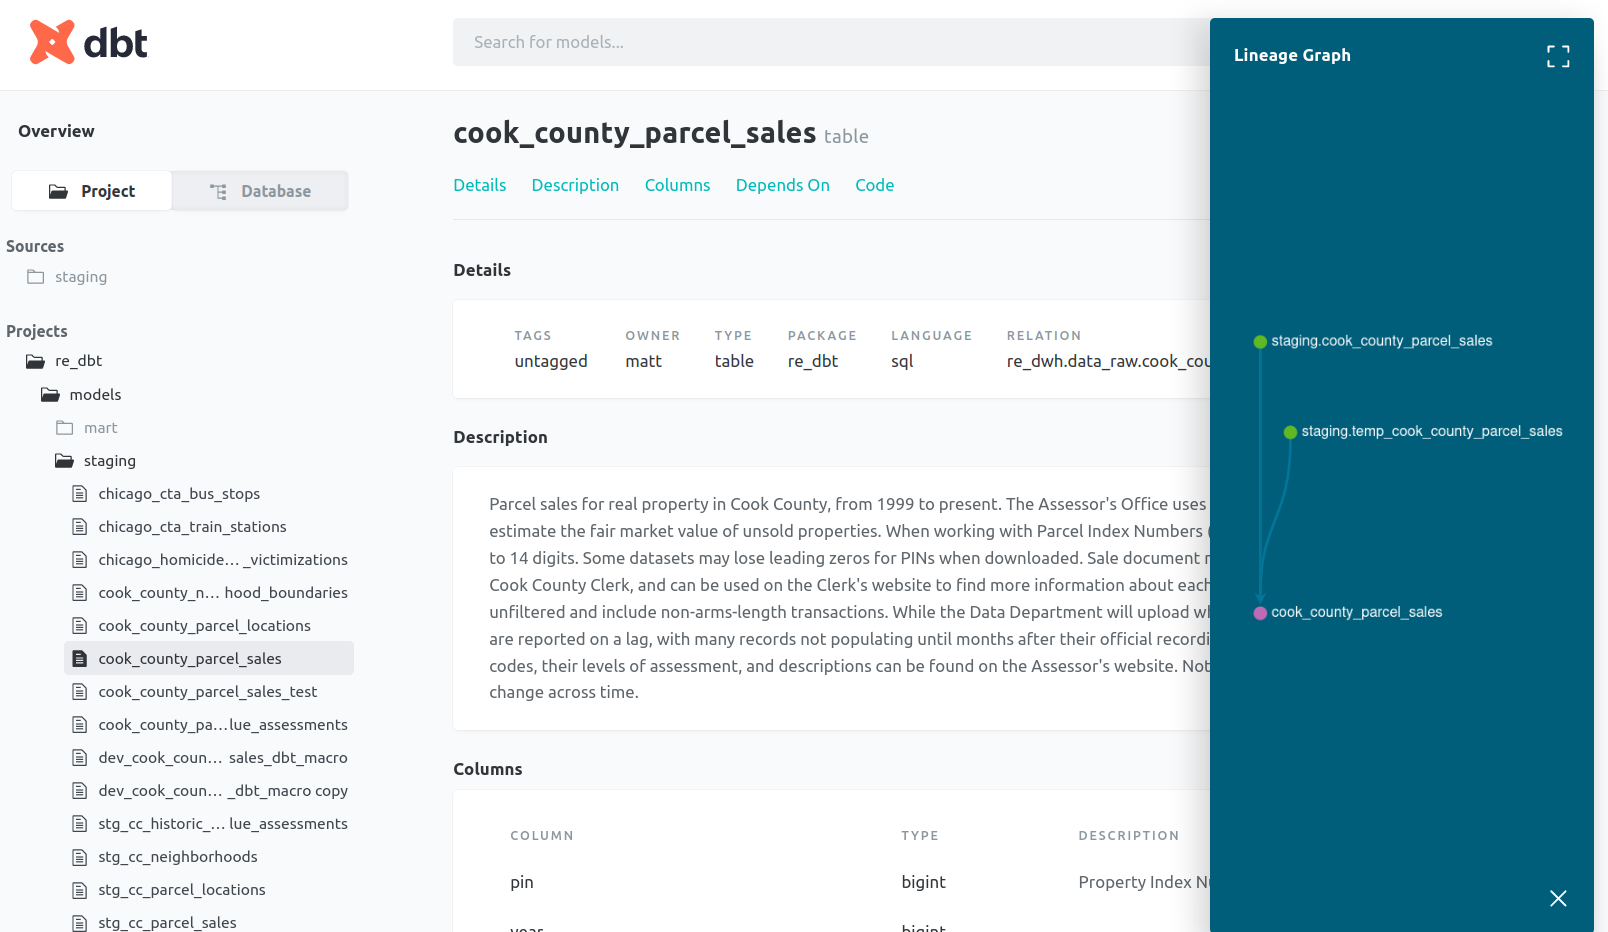 dbt
Search for models...
Overview
Project
Database
Sources
staging
Projects
re_dbt
models
mart
staging
chicago_cta_bus_stops
chicago_cta_train_stations
chicago_homicide… _victimizations
cook_county_n… hood_boundaries
cook_county_parcel_locations
cook_county_parcel_sales
cook_county_parcel_sales_test
cook_county_pa…lue_assessments
dev_cook_coun… sales_dbt_macro
dev_cook_coun… _dbt_macro copy
stg_cc_historic_… lue_assessments
stg_cc_neighborhoods
stg_cc_parcel_locations
stg_cc_parcel_sales
cook_county_parcel_sales table
Details Description Columns Depends On Code
Details
TAGS OWNER TYPE PACKAGE LANGUAGE RELATION
untagged matt table re_dbt sql re_dwh.data_raw.cook_cou
Description
Parcel sales for real property in Cook County, from 1999 to present. The Assessor's Office uses
estimate the fair market value of unsold properties. When working with Parcel Index Numbers (
to 14 digits. Some datasets may lose leading zeros for PINs when downloaded. Sale document
Cook County Clerk, and can be used on the Clerk's website to find more information about each
unfiltered and include non-arms-length transactions. While the Data Department will upload
are reported on a lag, with many records not populating until months after their official recordi
codes, their levels of assessment, and descriptions can be found on the Assessor's website. Not
change across time.
Columns
COLUMN TYPE DESCRIPTION
pin bigint Property Index
year bigint
Lineage Graph
staging.cook_county_parcel_sales
staging.temp_cook_county_parcel_sales
cook_county_parcel_sales